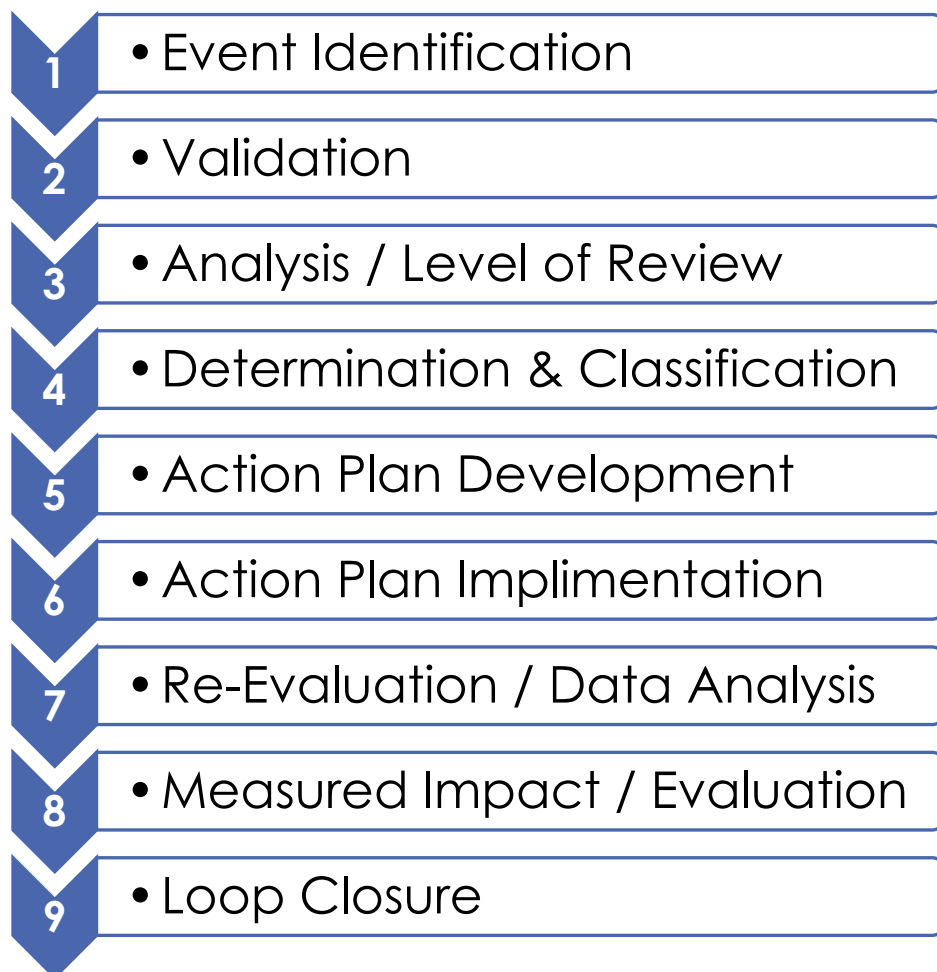 1 • Event Identification
2 • Validation
3 • Analysis / Level of Review
4 • Determination & Classification
5 • Action Plan Development
6 • Action Plan Implimentation
7 • Re-Evaluation / Data Analysis
8 • Measured Impact / Evaluation
9 • Loop Closure